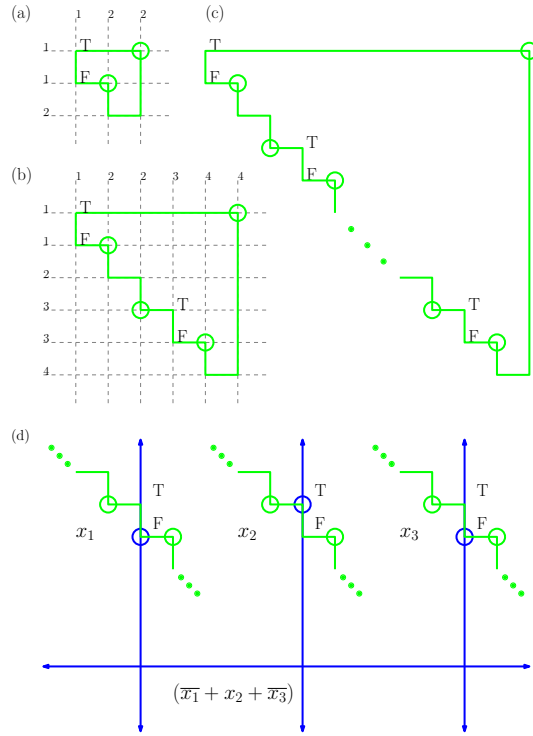 (a)
1 2 2
1 T
1 F
2
(b)
1 2 2 3 4 4
1 T
1 F
2
3 T
3 F
4
(c)
T
F
T
F
T
F
(d)
T T T
F F
x₁ x₂ x₃
(x̅₁ + x₂ + x̅₃)